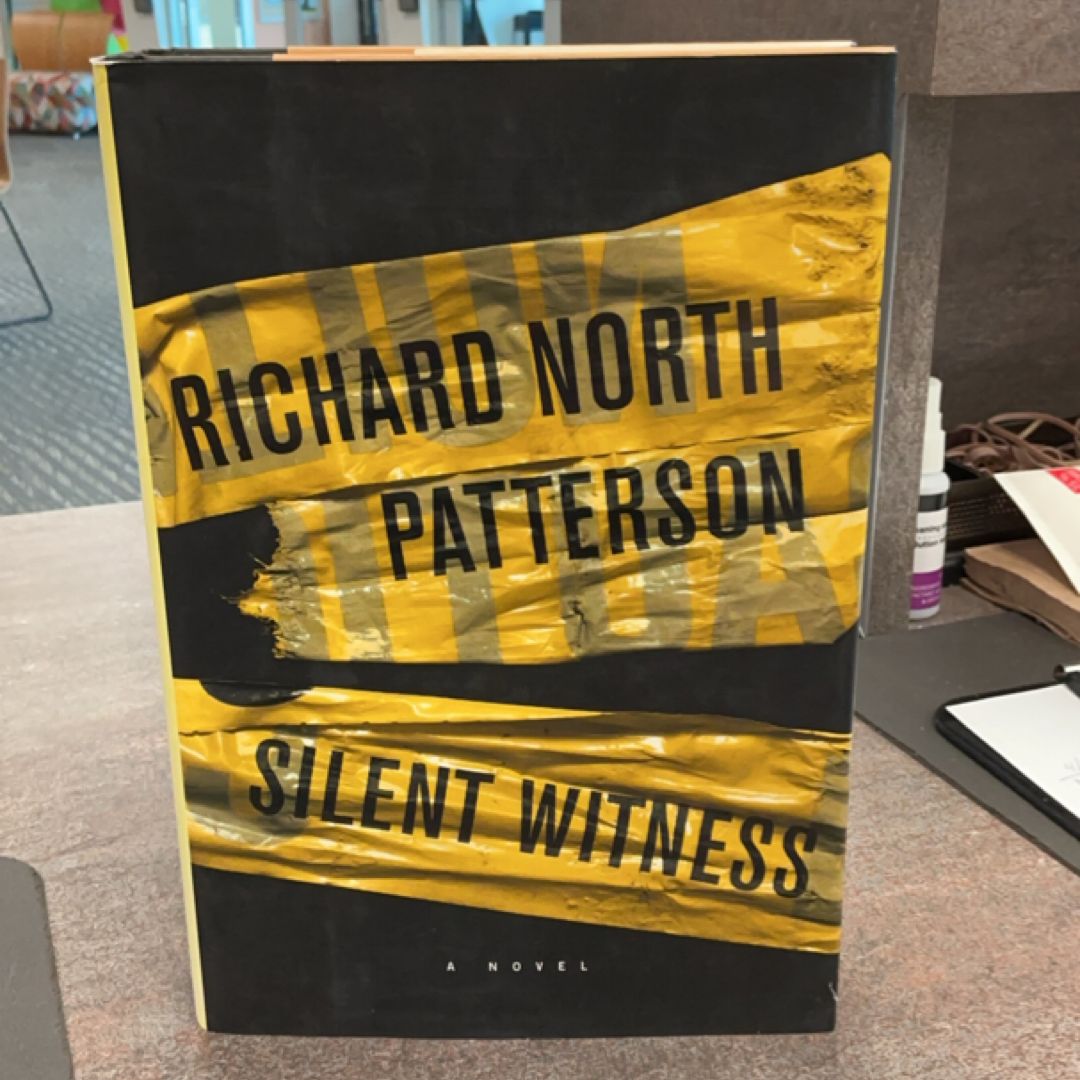 RICHARD NORTH
PATTERSON
SILENT WITNESS
A NOVEL